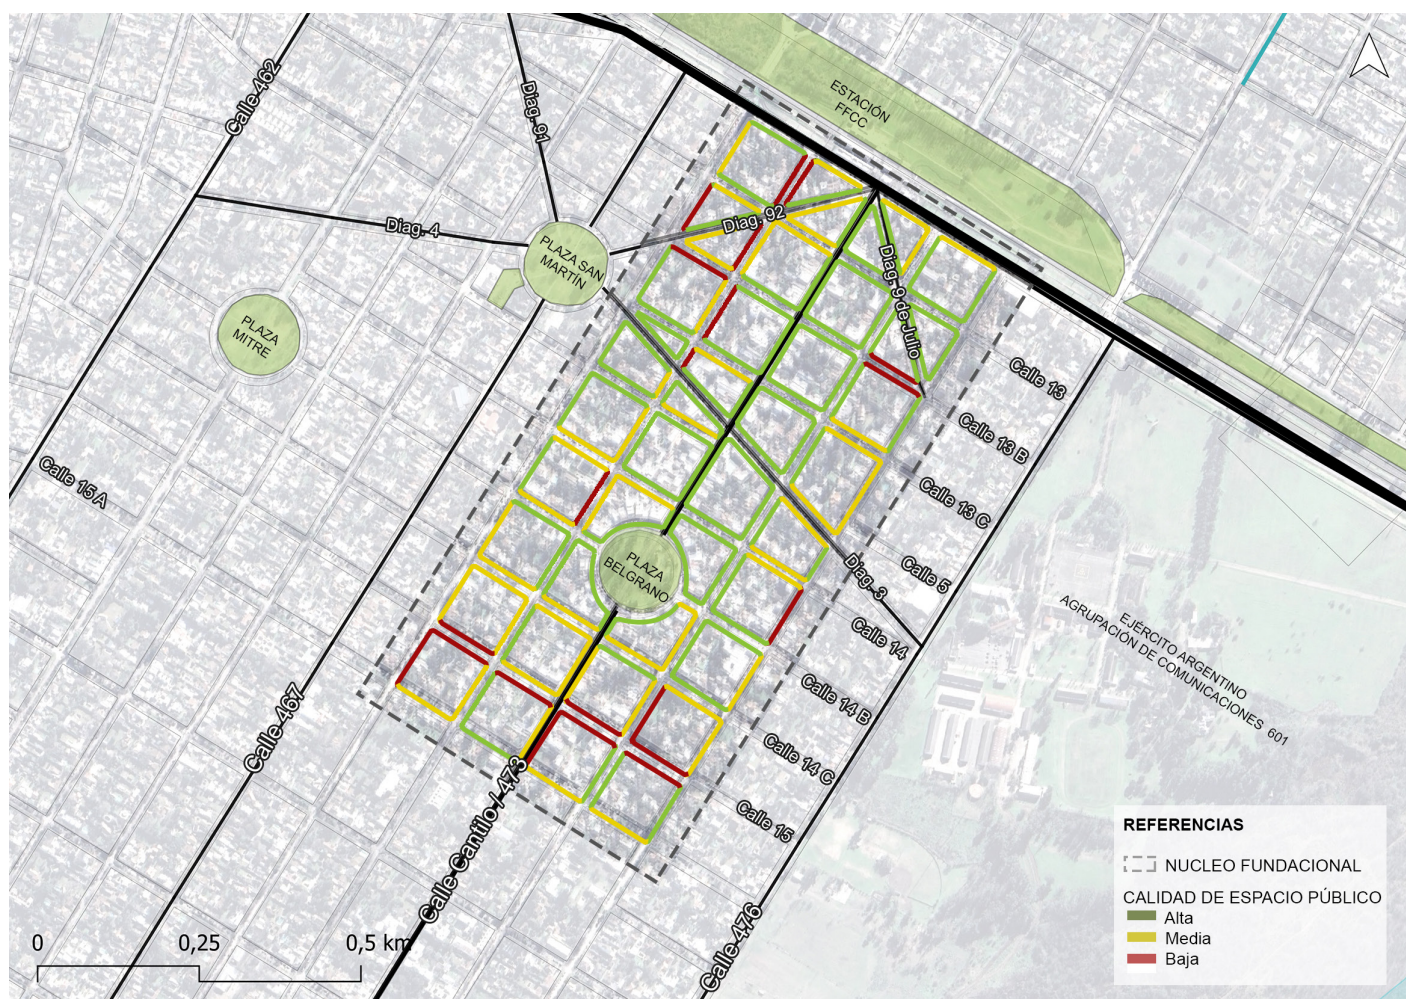 ESTACIÓN
FFCC
Calle 462
Diag. 91
Diag. 92
Diag. 4
PLAZA SAN
MARTÍN
PLAZA
MITRE
Diag. 9 de Julio
Calle 13
Calle 13 B
Calle 13 C
Calle 15 A
Calle 5
Diag. 3
PLAZA
BELGRANO
Calle 14
EJÉRCITO ARGENTINO
AGRUPACIÓN DE COMUNICACIONES 601
Calle 14 B
Calle 467
Calle 14 C
Calle 15
Calle Cantilo / 473
Calle 476
REFERENCIAS
NUCLEO FUNDACIONAL
CALIDAD DE ESPACIO PÚBLICO
Alta
Media
Baja
0 0,25 0,5 km